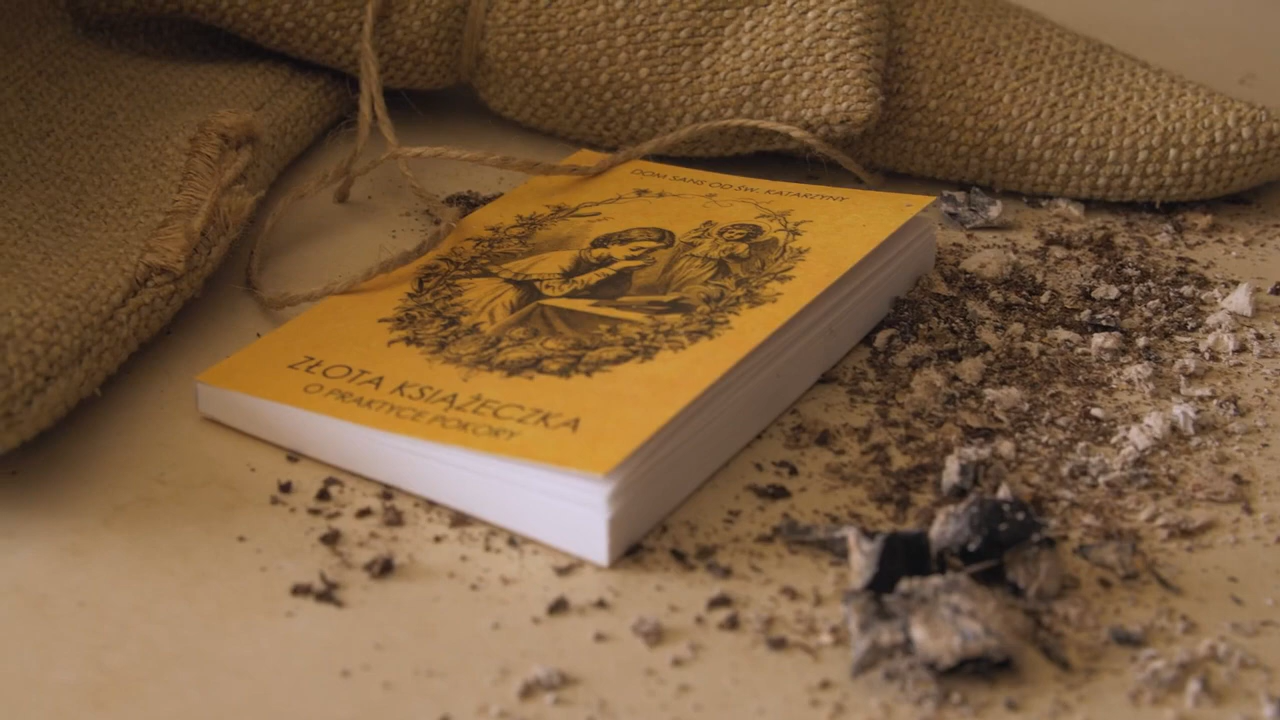 DOM SANS OD ŚW. KATARZYNY
ZŁOTA KSIĄŻECZKA
O PRAKTYCE POKORY